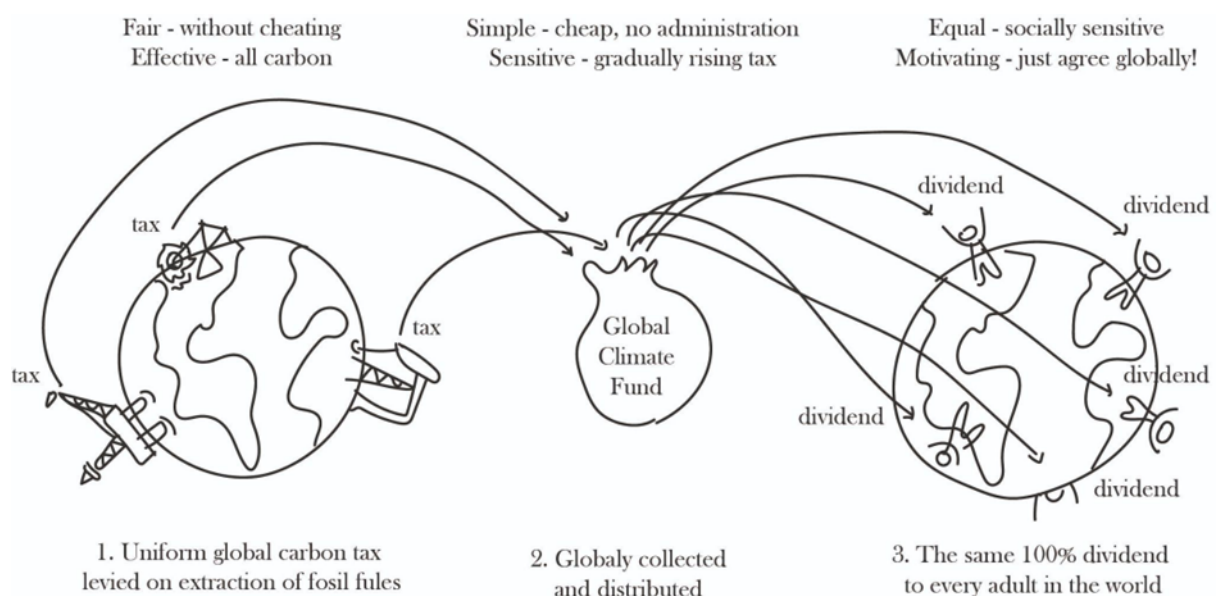 Fair - without cheating
Effective - all carbon
Simple - cheap, no administration
Sensitive - gradually rising tax
Equal - socially sensitive
Motivating - just agree globally!
tax
tax
tax
Global
Climate
Fund
dividend
dividend
dividend
dividend
dividend
1. Uniform global carbon tax
levied on extraction of fosil fules
2. Globaly collected
and distributed
3. The same 100% dividend
to every adult in the world